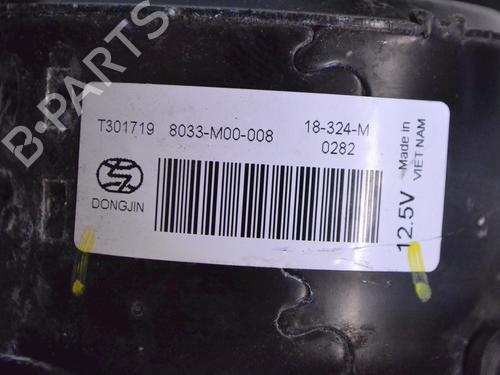 B-PARTS
T301719 8033-M00-008 18-324-M
0282
DONGJIN
12.5V
Made in
VIET NAM